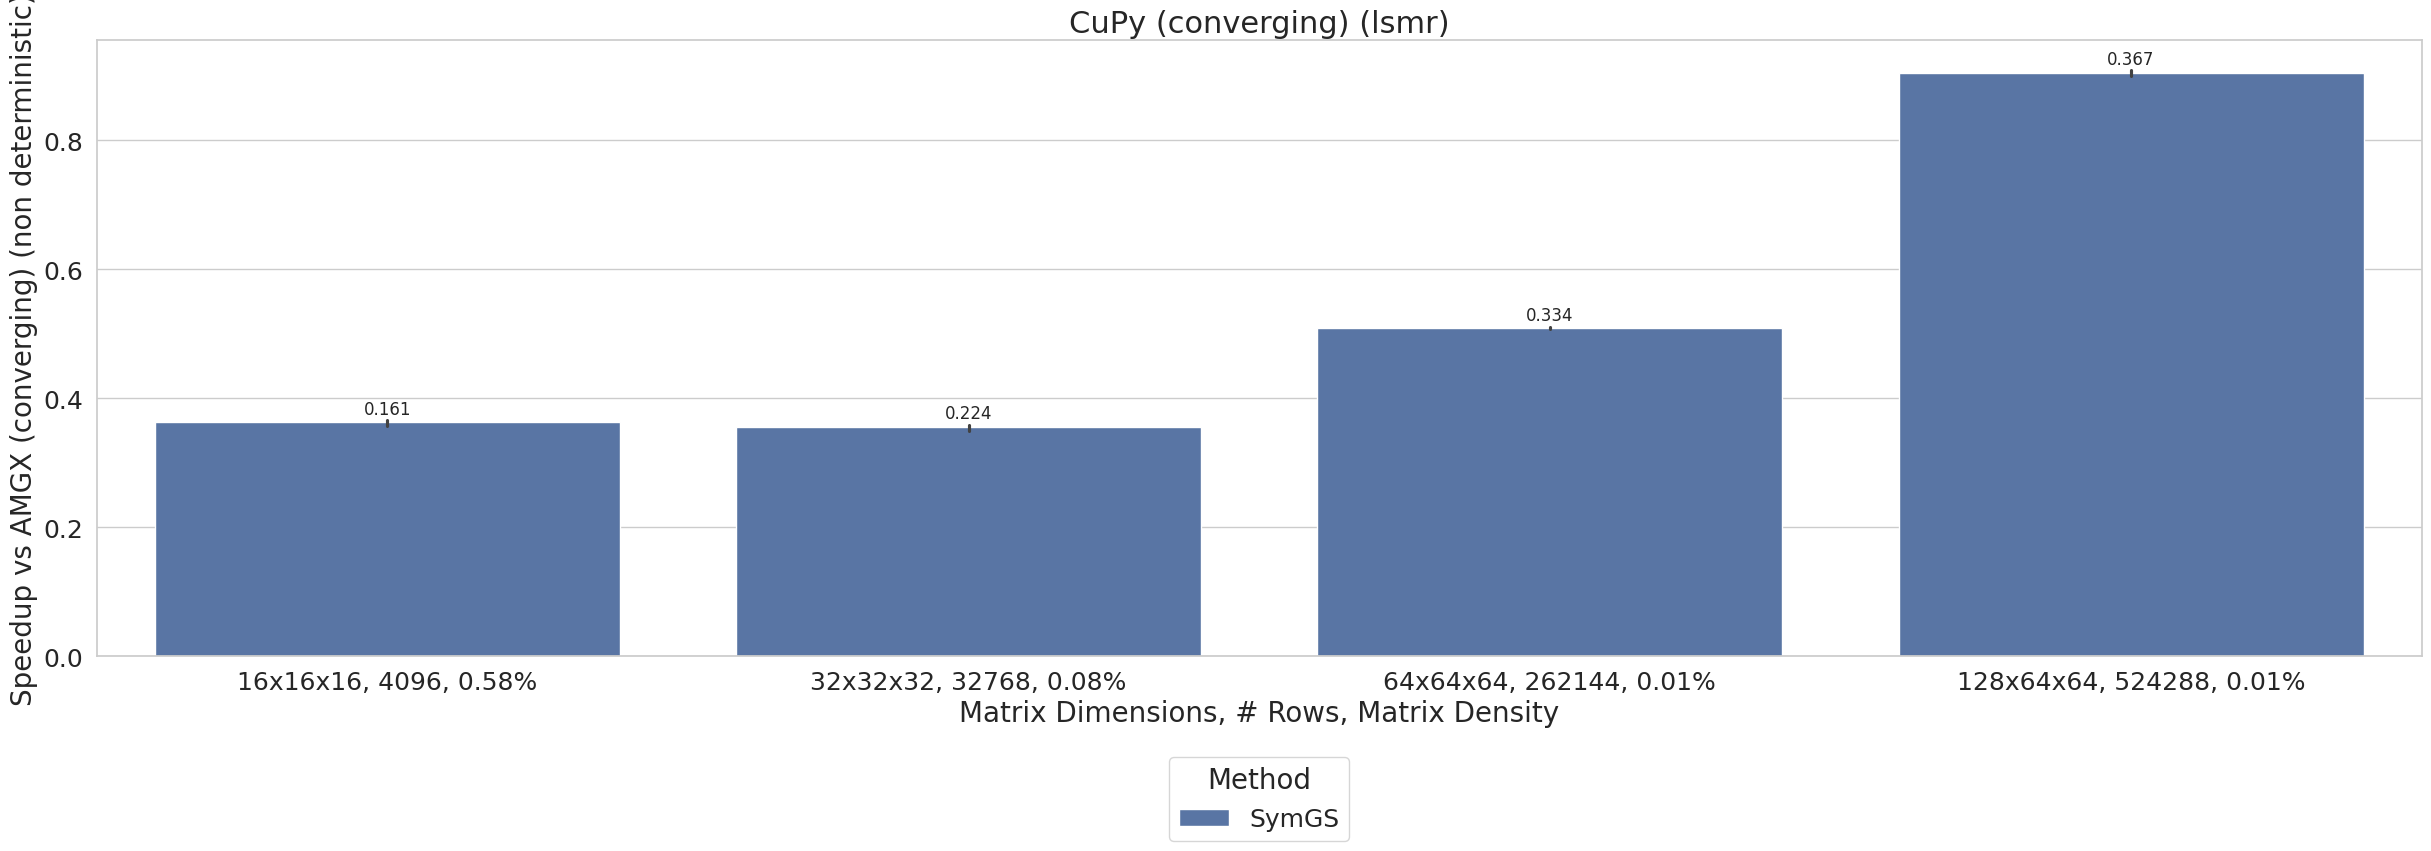 CuPy (converging) (lsmr)
Speedup vs AMGX (converging) (non deterministic)
0.8
0.6
0.4
0.2
0.0
0.161
0.224
0.334
0.367
16x16x16, 4096, 0.58%
32x32x32, 32768, 0.08%
64x64x64, 262144, 0.01%
128x64x64, 524288, 0.01%
Matrix Dimensions, # Rows, Matrix Density
Method
SymGS